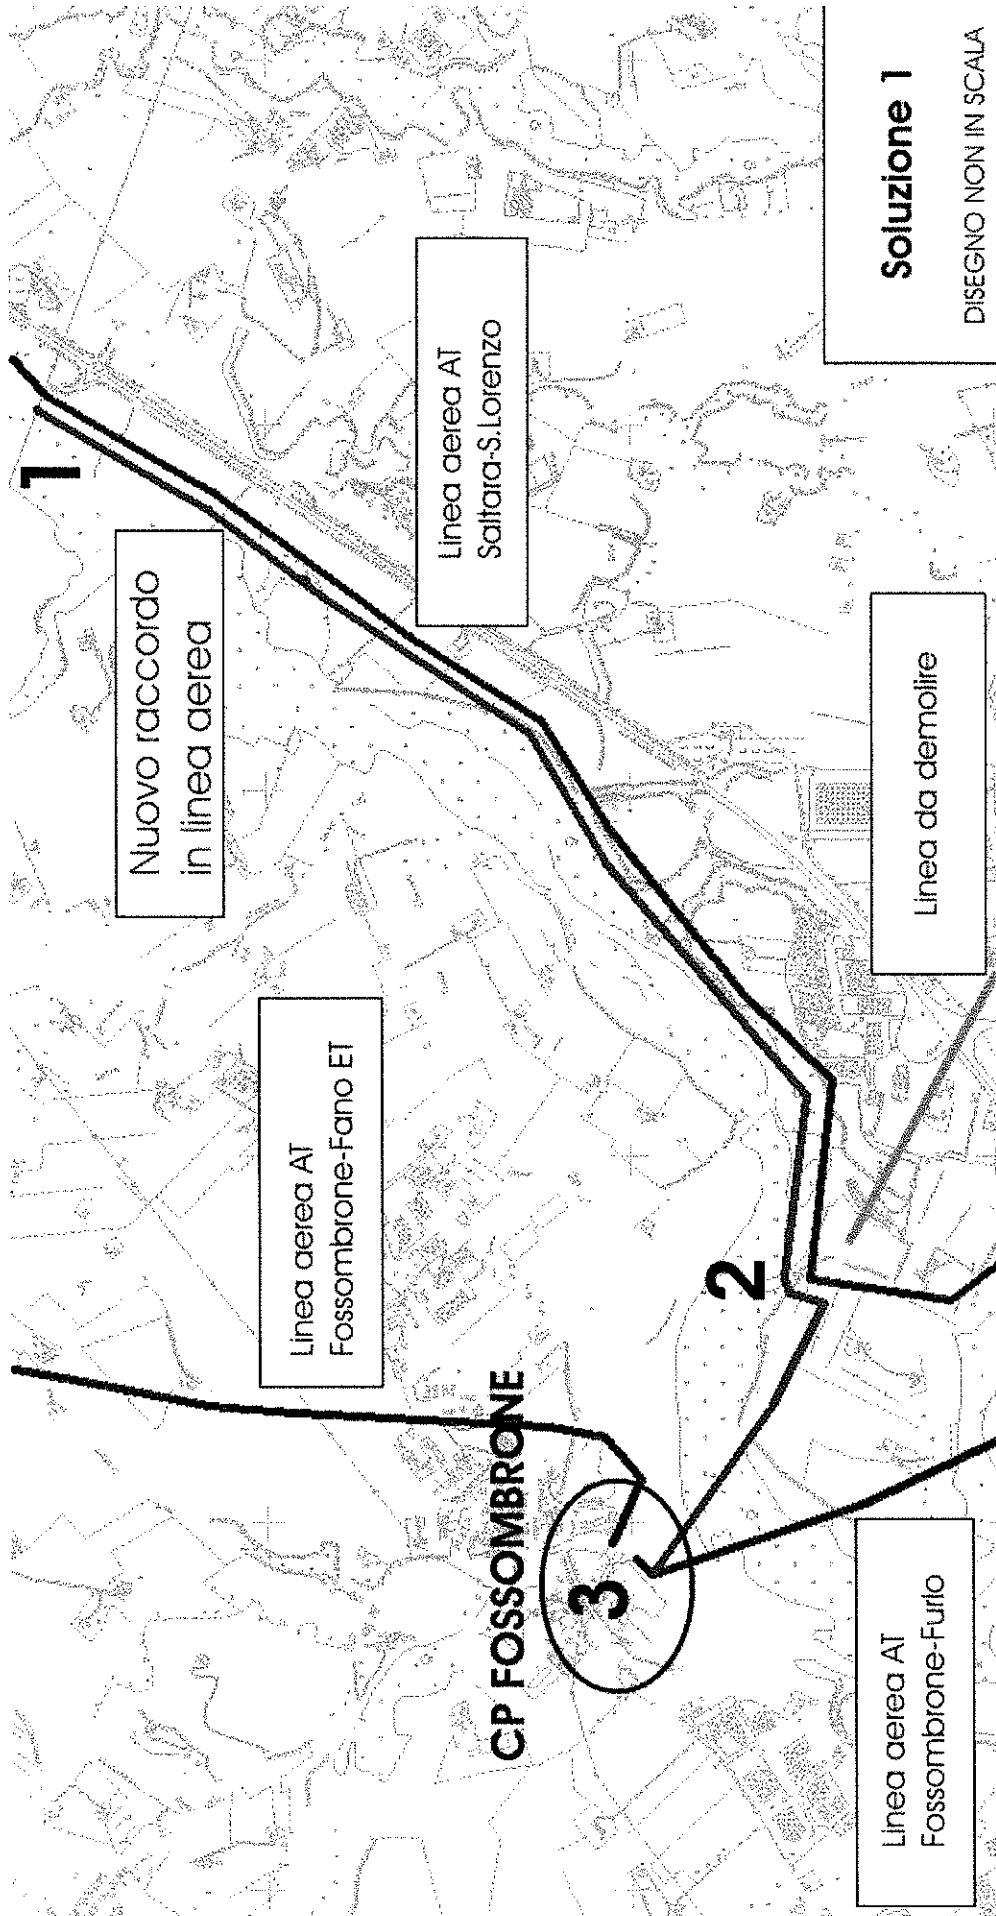 1
Nuovo raccordo
in linea aerea
Linea aerea AT
Saltara-S.Lorenzo
Linea aerea AT
Fossombrone-Fano ET
CP FOSSOMBRONE
2
3
Linea da demolire
Linea aerea AT
Fossombrone-Furlo
Soluzione 1
DISEGNO NON IN SCALA